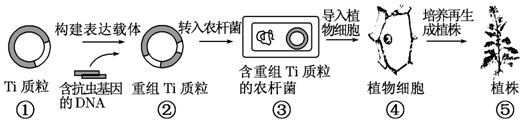 构建表达载体
转入农杆菌
导入植
物细胞
培养再生
成植株
Ti 质粒
含抗虫基因
的DNA
重组 Ti 质粒
含重组 Ti 质粒
的农杆菌
植物细胞
植株
① ② ③ ④ ⑤